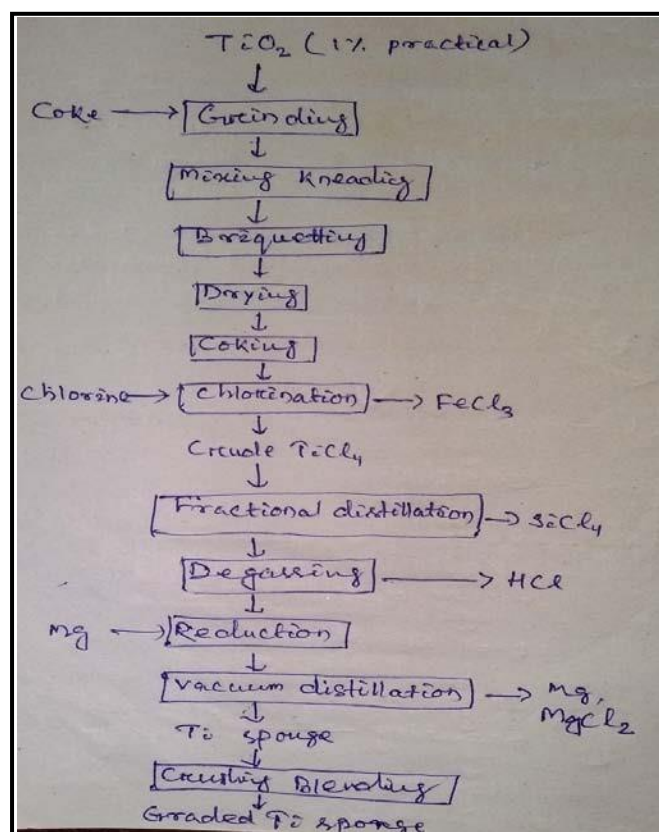 TiO2 (1% practical)
Coke → Grinding
Mixing Kneading
Briquetting
Drying
Coking
Chlorine → Chlorination → FeCl3
Crude TiCl4
Fractional distillation → SiCl4
Degassing → HCl
Mg → Reduction
Vacuum distillation → Mg,
MgCl2
Ti sponge
Crushing Blending
Graded Ti sponge